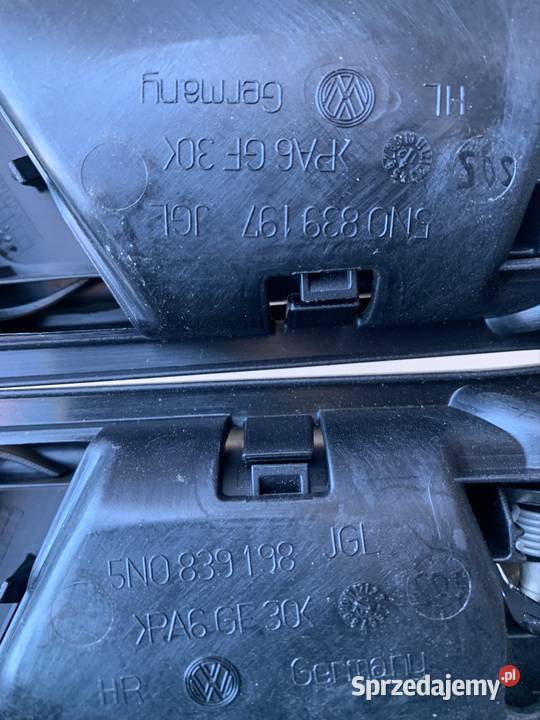 HL
Germany
>PA6 GF 30<
5N0 839 197 JGL
5N0 839 198 JGL
>PA6 GF 30<
HR
Germany
Sprzedajemy.pl